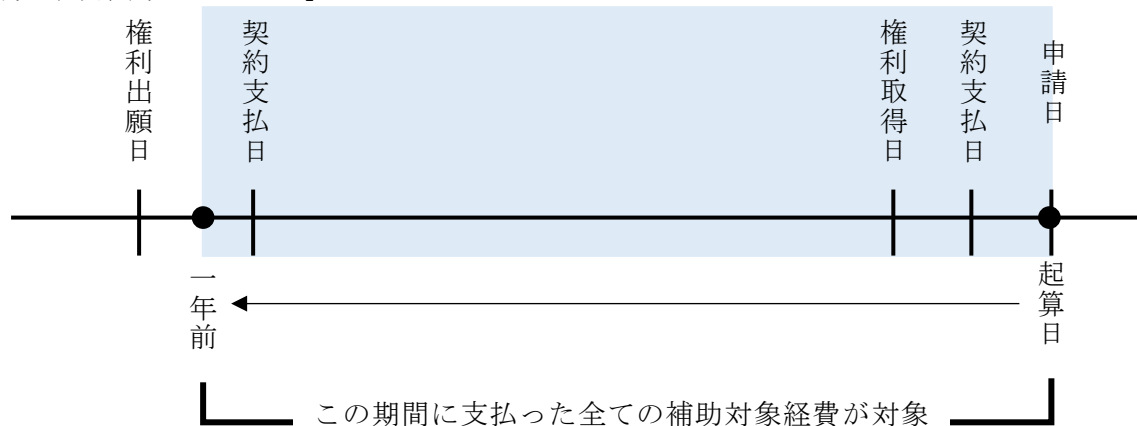 権利出願日
契約支払日
権利取得日
契約支払日
申請日
一年前
起算日
この期間に支払った全ての補助対象経費が対象